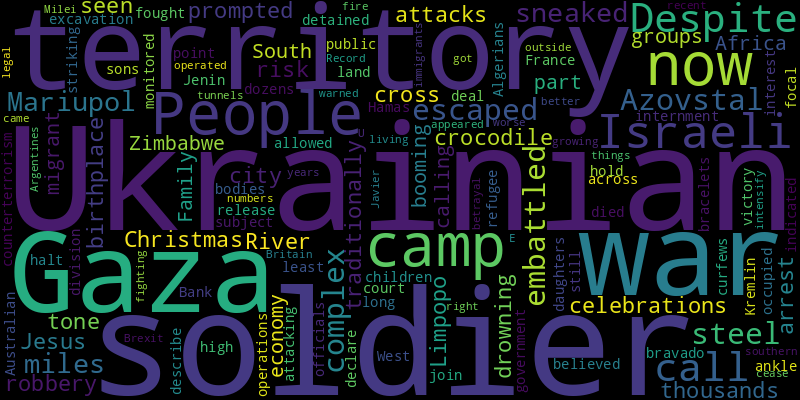 Milei
seen
excavation
fought
prompted
detained
fire
attacks
sneaked
recent
Despite
territory
legal
striking
sons
monitored
point
operated
South
public
Record
land
immigrants
got
Algerians
outside
France
groups
now
Africa
interest
focal
Jenin
risk
tunnels
dozens
warned
Hamas
cross
deal
part
better
Mariupol
People
escaped
Azovstal
internment
came
Argentines
migrant
birthplace
Zimbabwe
allowed
appeared
worse
crocodile
Israeli
growing
Ukrainian
counterterrorism
Family
city
years
bodies
numbers
release
subject
traditionally
living
Javier
booming
calling
betrayal
refugee
embattled
things
hold
across
died
bracelets
victory
intensify
indicated
Christmas
River
Gaza
halt
division
fighting
Britain
least
Bank
complex
camp
E
war
daughters
still
curfews
Kremlin
occupied
arrest
children
court
long
Limpopo
drowning
right
celebrations
Australian
tone
Jesus
miles
robbery
describe
Brexit
high
operations
economy
attacking
officials
declare
West
join
government
soldier
believed
steel
bravado
call
thousands
southern
ankle
cease